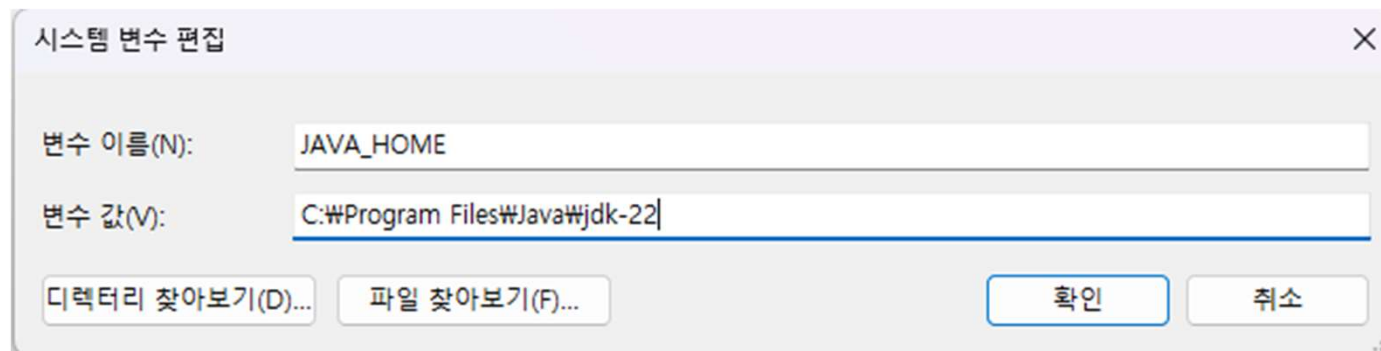 시스템 변수 편집
변수 이름(N): JAVA_HOME
변수 값(V): C:₩Program Files₩Java₩jdk-22
디렉터리 찾아보기(D)... 파일 찾아보기(F)... 확인 취소